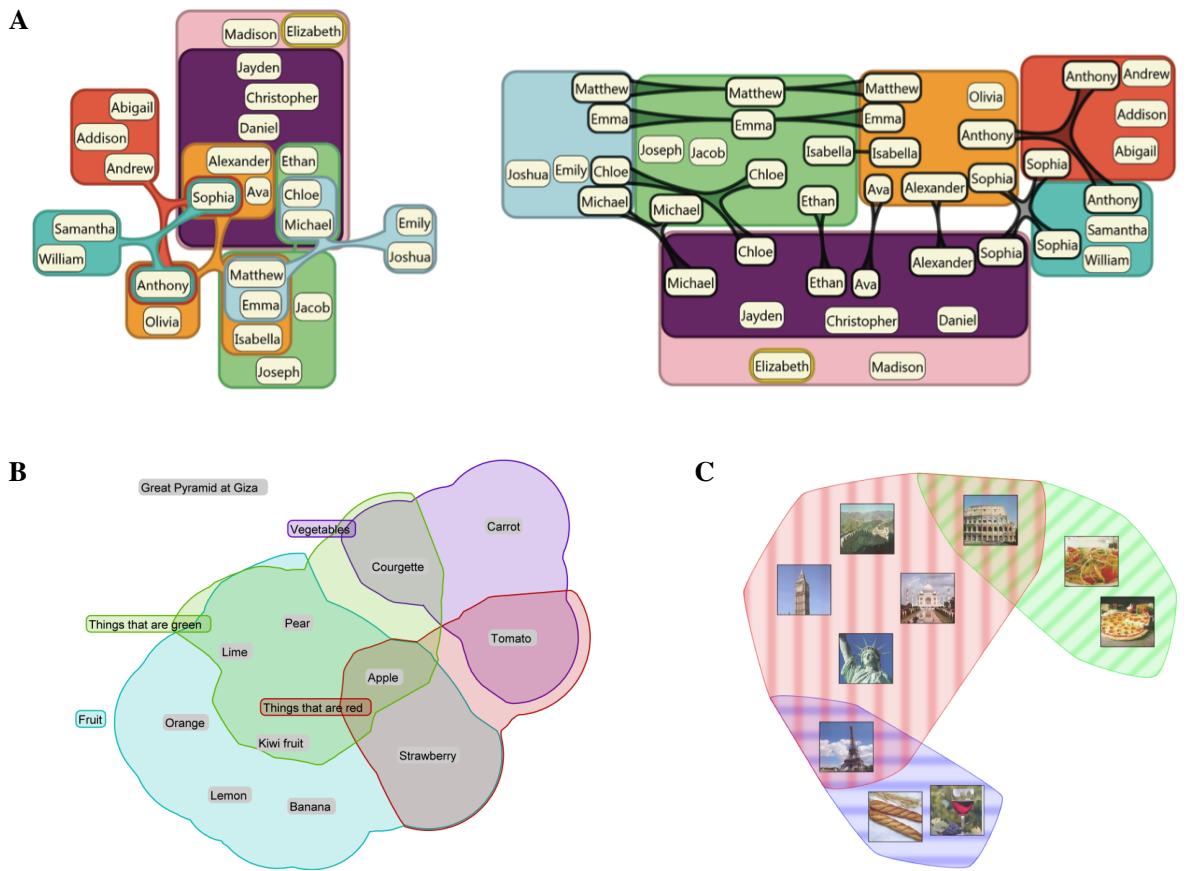 A
Madison
Elizabeth
Jayden
Christopher
Daniel
Abigail
Addison
Andrew
Alexander
Ethan
Sophia
Ava
Chloe
Michael
Samantha
William
Emily
Joshua
Anthony
Olivia
Matthew
Emma
Isabella
Jacob
Joseph
Matthew
Matthew
Matthew
Emma
Emma
Emma
Olivia
Anthony
Andrew
Addison
Abigail
Anthony
Joseph
Jacob
Isabella
Isabella
Joshua
Emily
Chloe
Chloe
Michael
Michael
Ethan
Ava
Alexander
Sophia
Sophia
Anthony
Samantha
William
Sophia
Sophia
Chloe
Michael
Ethan
Ava
Alexander
Jayden
Christopher
Daniel
Elizabeth
Madison
B
Great Pyramid at Giza
Vegetables
Carrot
Courgette
Things that are green
Pear
Lime
Tomato
Apple
Things that are red
Fruit
Orange
Kiwi fruit
Strawberry
Lemon
Banana
C